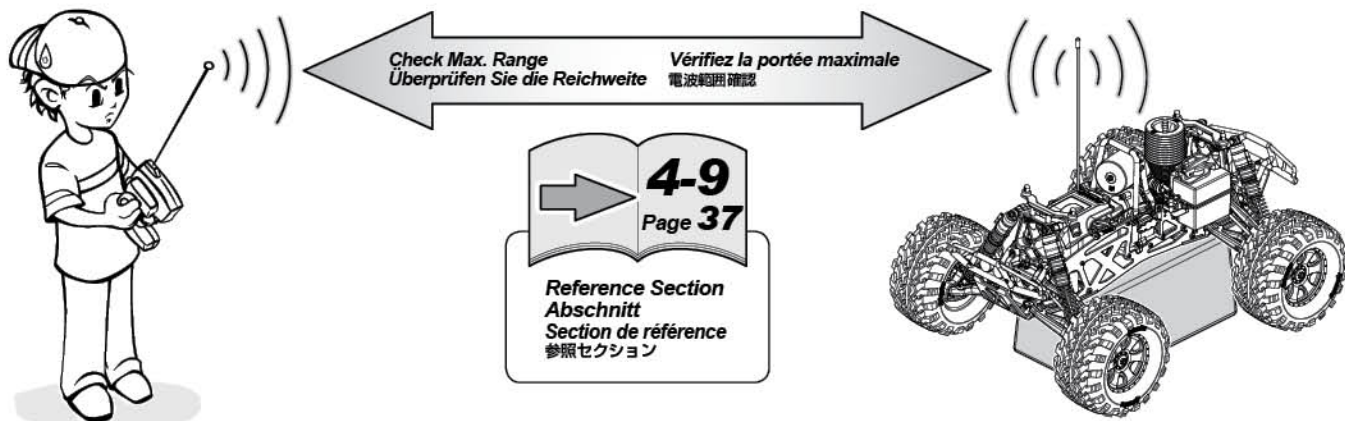 Check Max. Range
Überprüfen Sie die Reichweite
Vérifiez la portée maximale
電波範囲確認
4-9
Page 37
Reference Section
Abschnitt
Section de référence
参照セクション